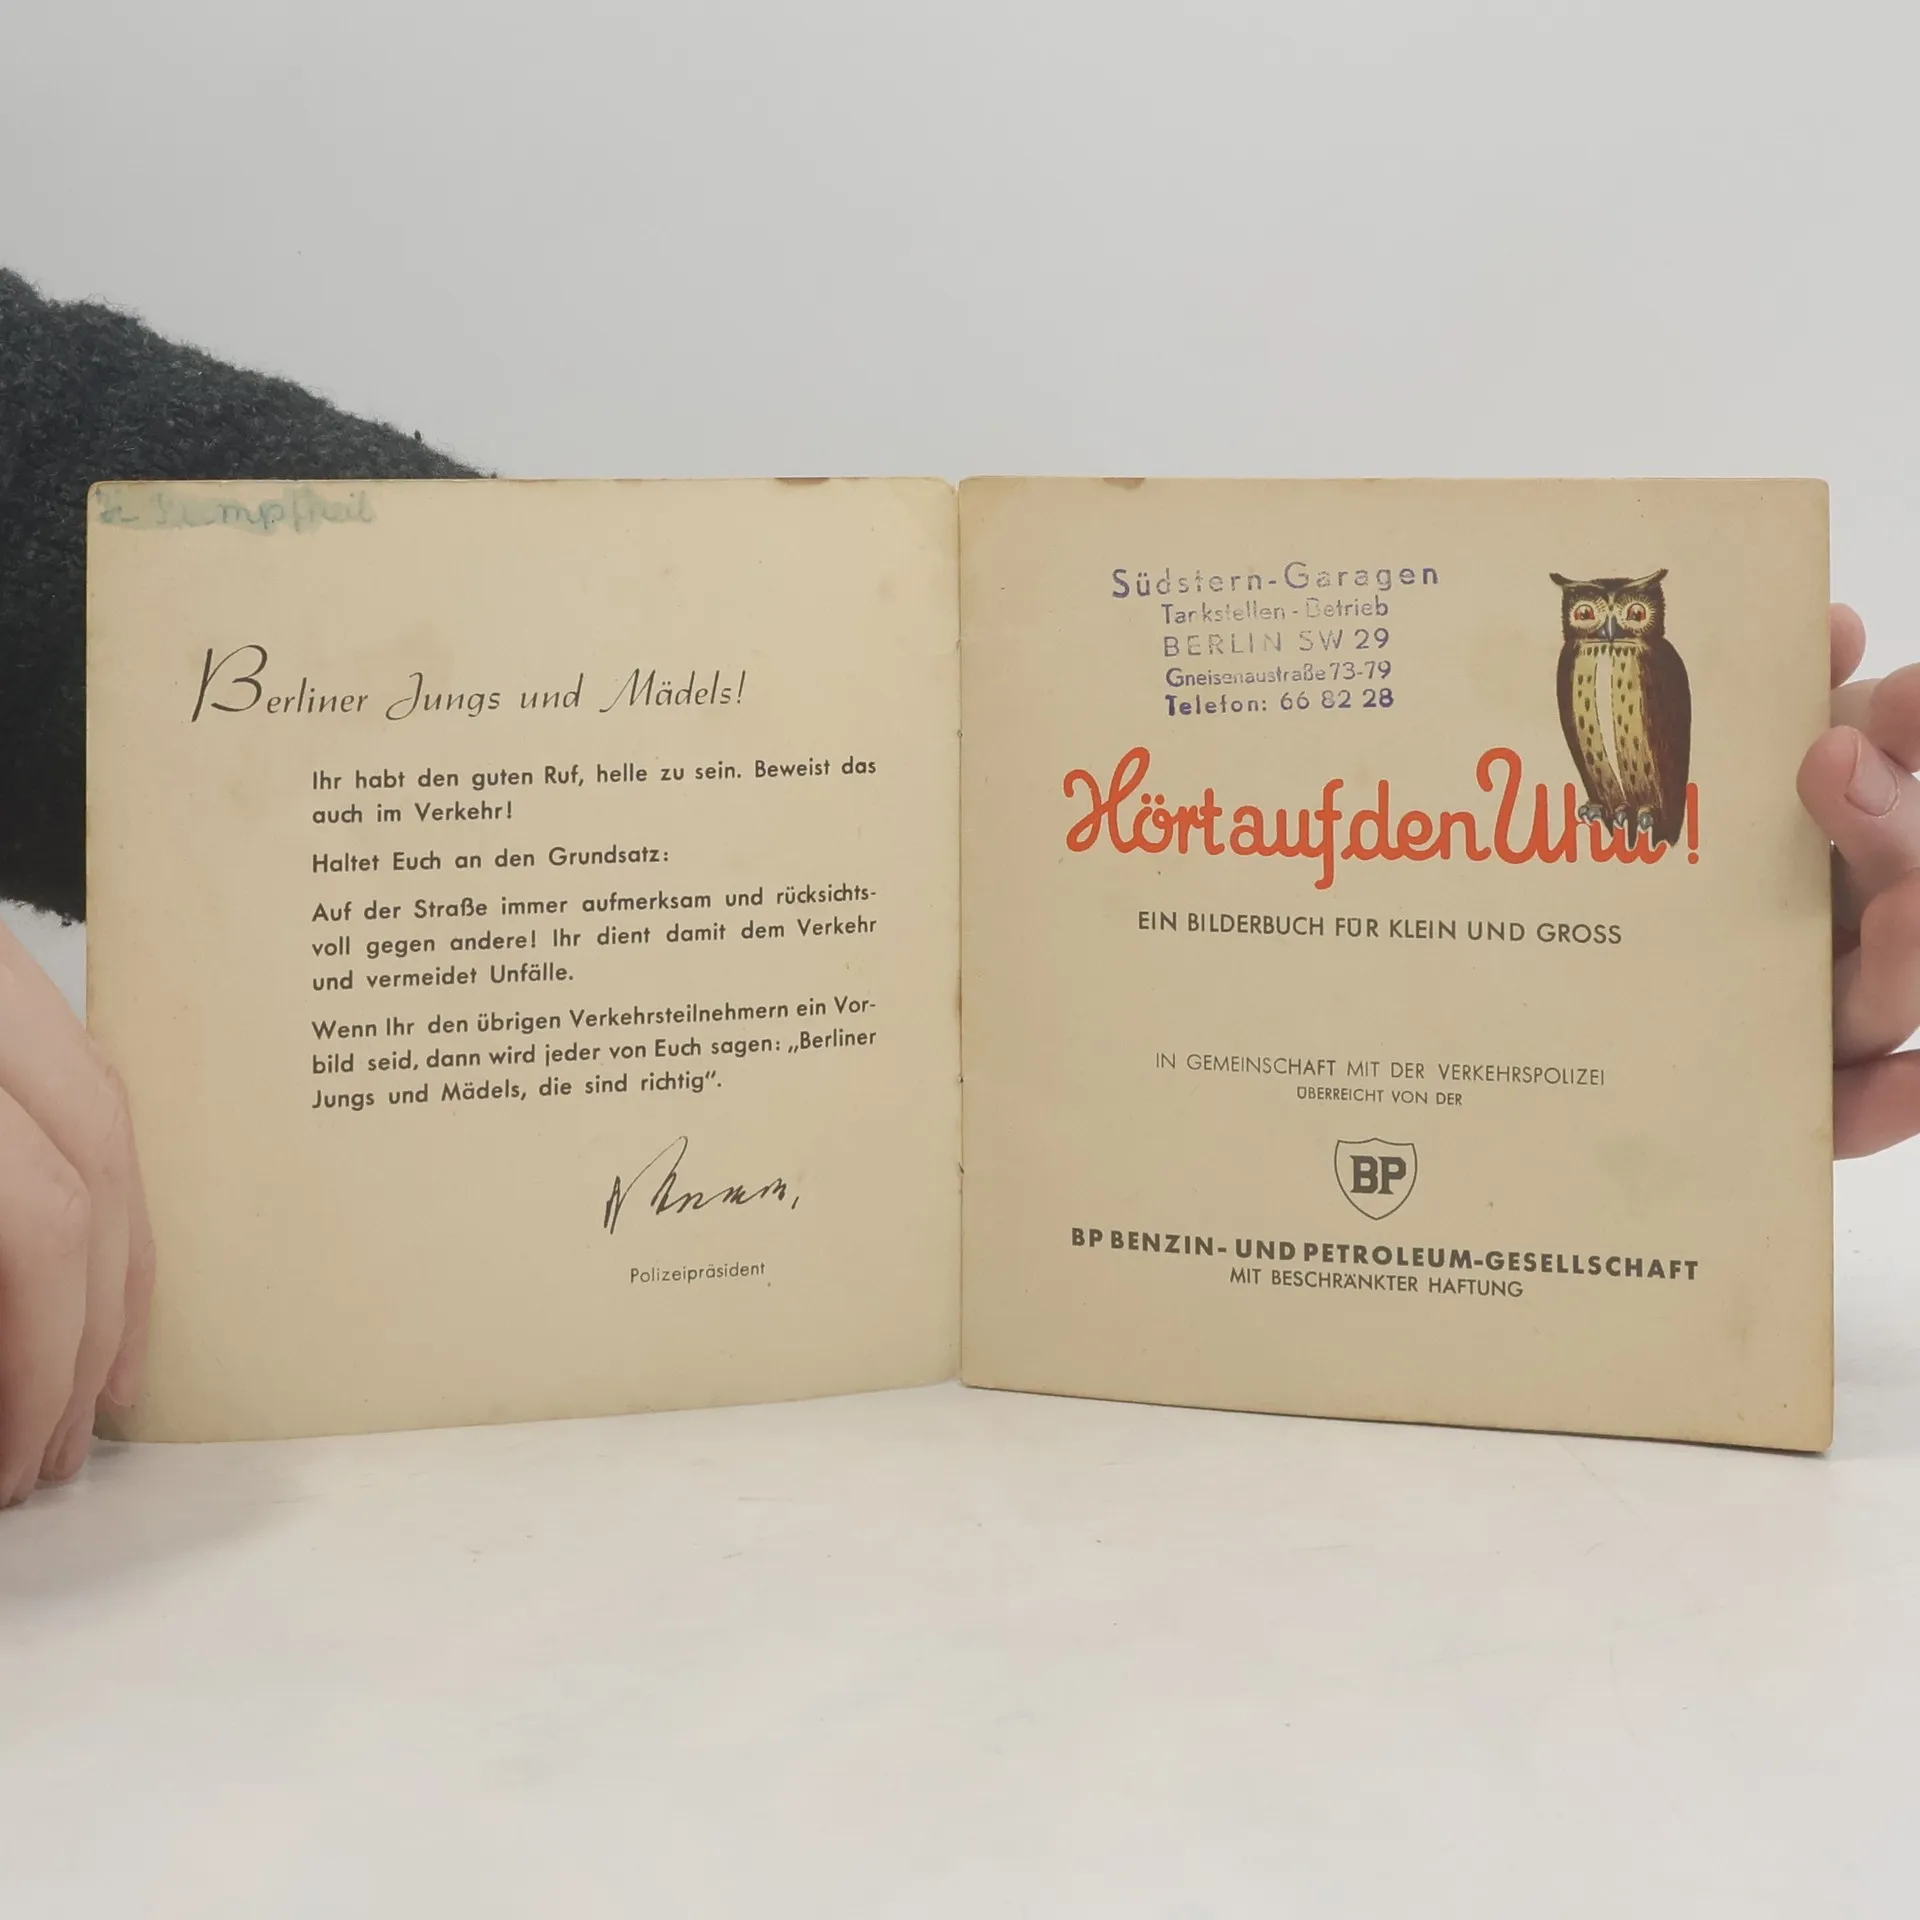 Berliner Jungs und Mädels!
Ihr habt den guten Ruf, helle zu sein. Beweist das
auch im Verkehr!
Haltet Euch an den Grundsatz:
Auf der Straße immer aufmerksam und rücksichts-
voll gegen andere! Ihr dient damit dem Verkehr
und vermeidet Unfälle.
Wenn Ihr den übrigen Verkehrsteilnehmern ein Vor-
bild seid, dann wird jeder von Euch sagen: „Berliner
Jungs und Mädels, die sind richtig“.
Polizeipräsident
Südstern-Garagen
Tankstellen-Betrieb
BERLIN SW 29
Gneisenaustraße 73-79
Telefon: 66 82 28
Hört auf den Uhu!
EIN BILDERBUCH FÜR KLEIN UND GROSS
IN GEMEINSCHAFT MIT DER VERKEHRSPOLIZEI
ÜBERREICHT VON DER
BP
BP BENZIN- UND PETROLEUM-GESELLSCHAFT
MIT BESCHRÄNKTER HAFTUNG